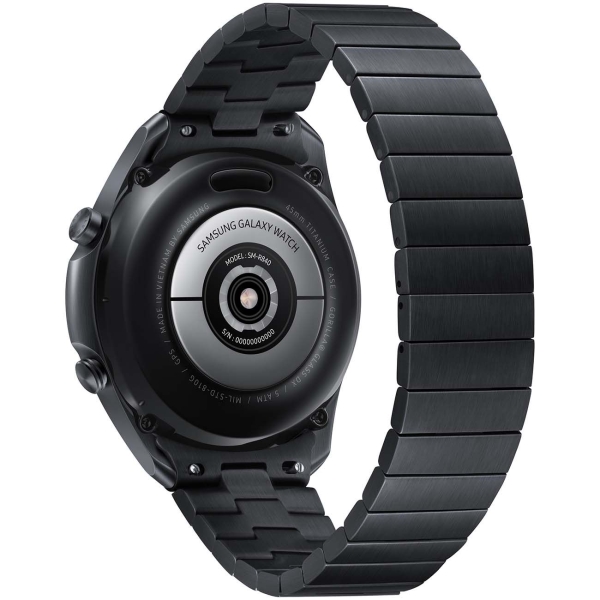 SAMSUNG GALAXY WATCH
MODEL : SM-R840
S/N : 00000000000
45mm TITANIUM CASE / GORILLA® GLASS DX / 5 ATM / MIL-STD-810G / GPS / MADE IN VIETNAM BY SAMSUNG